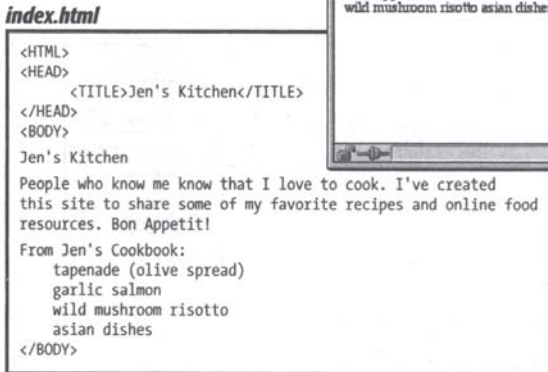 wild mushroom risotto asian dishe
index.html
<HTML>
<HEAD>
<TITLE>Jen's Kitchen</TITLE>
</HEAD>
<BODY>
Jen's Kitchen
People who know me know that I love to cook. I've created
this site to share some of my favorite recipes and online food
resources. Bon Appetit!
From Jen's Cookbook:
tapenade (olive spread)
garlic salmon
wild mushroom risotto
asian dishes
</BODY>